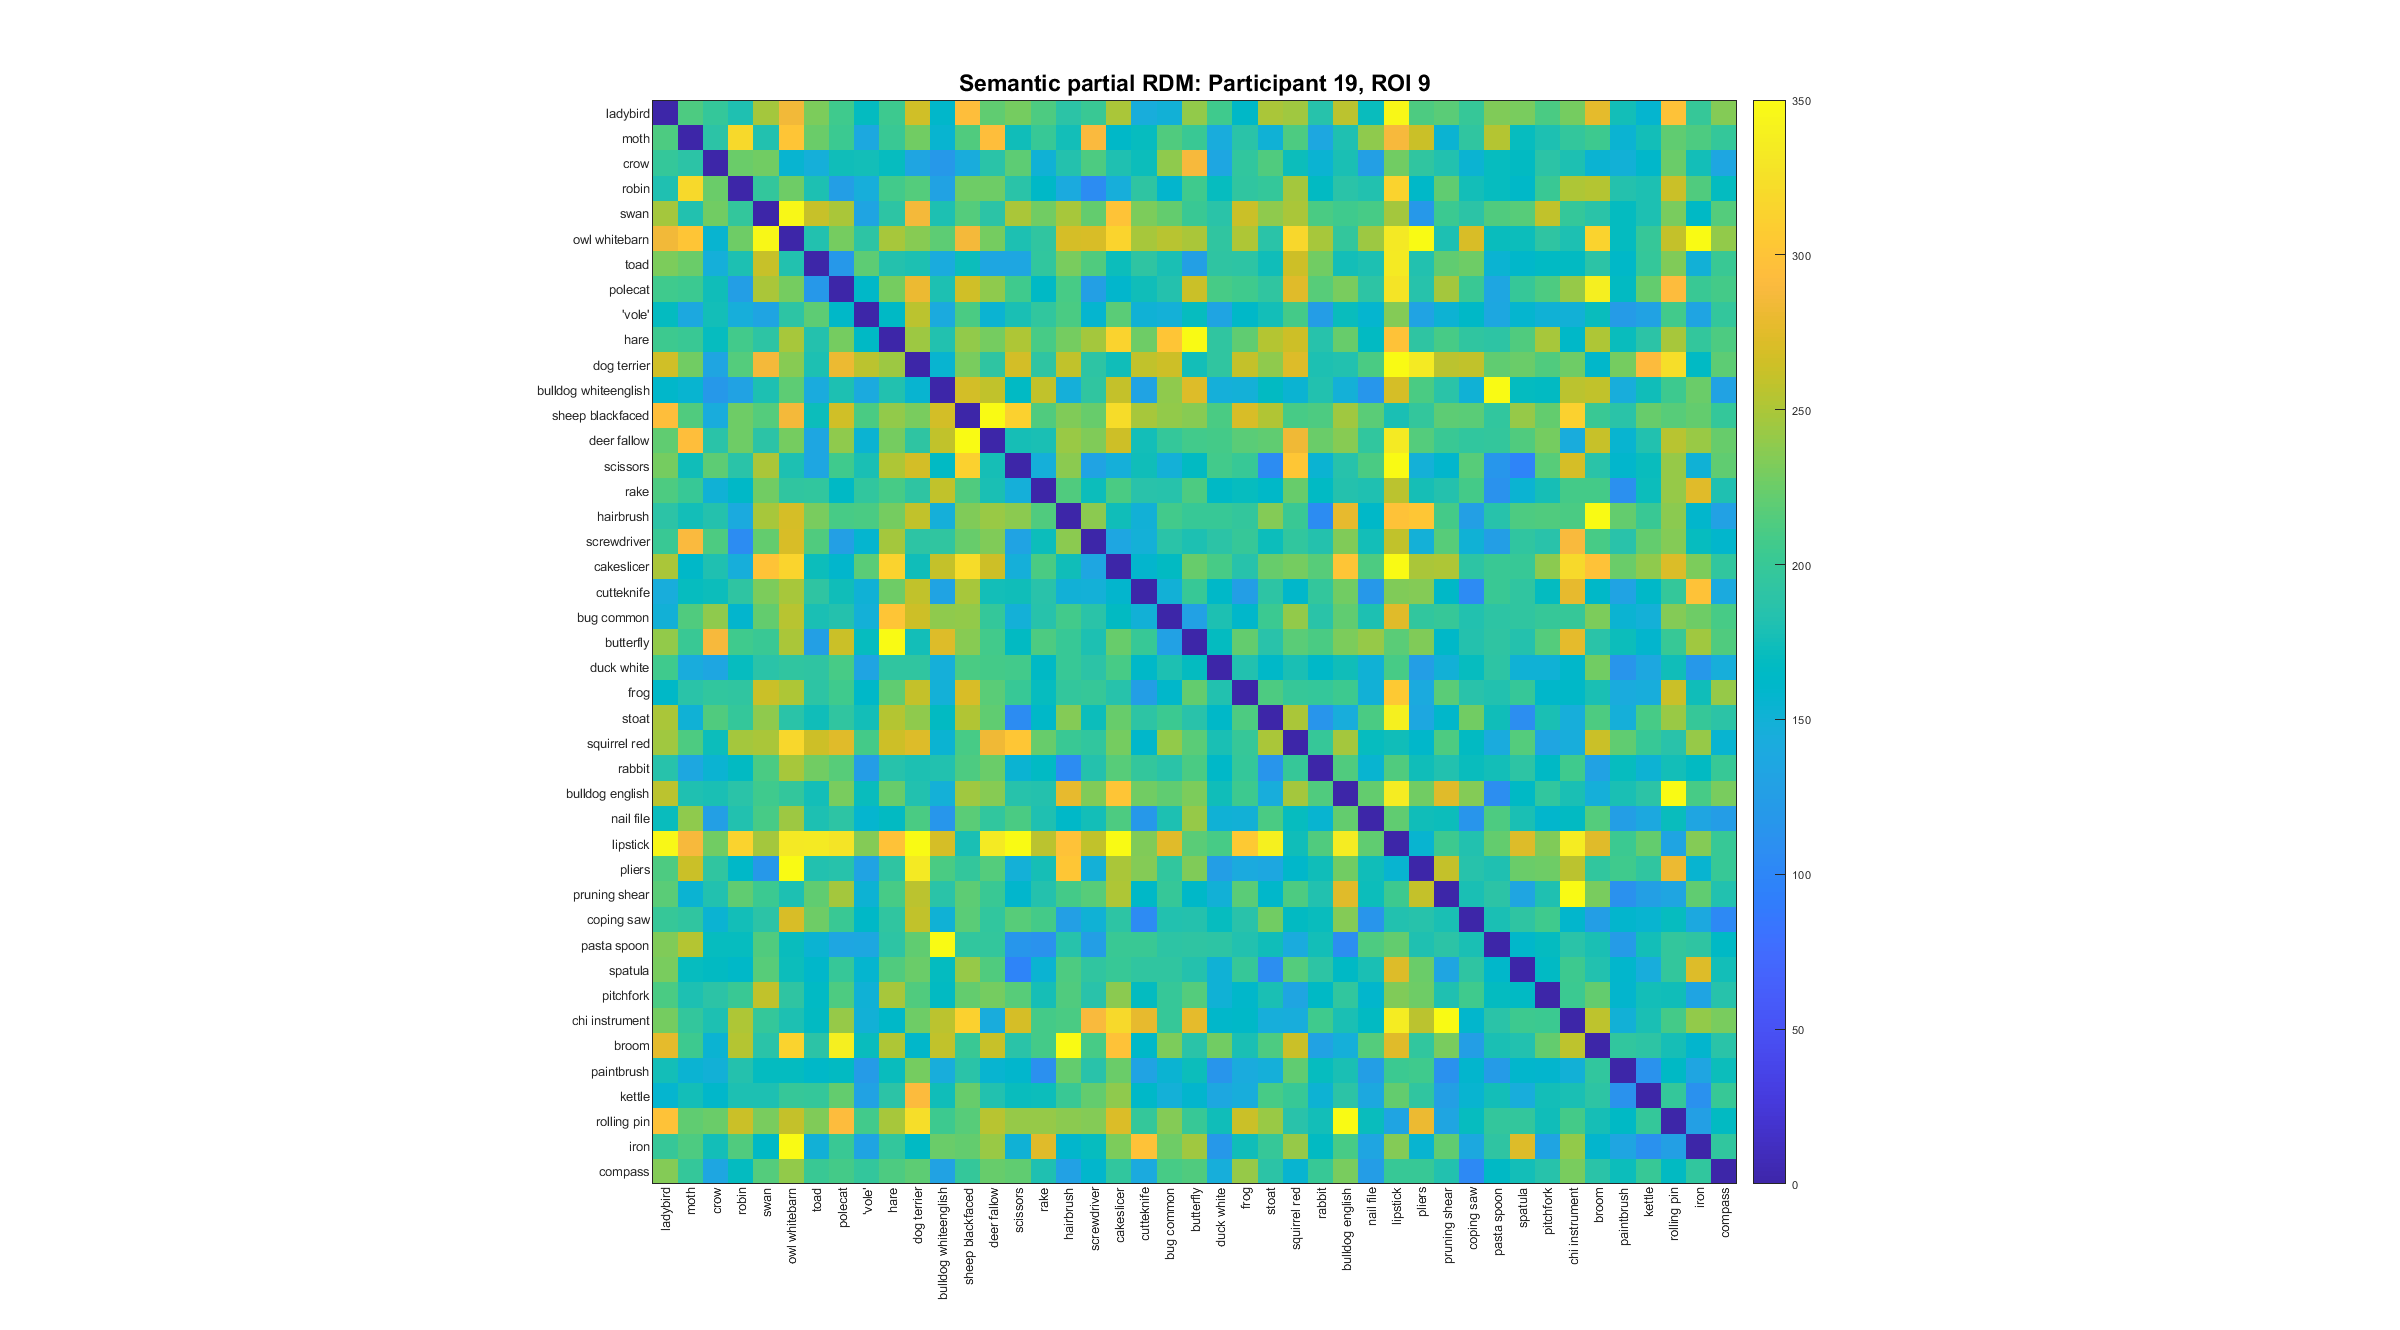 Semantic partial RDM: Participant 19, ROI 9
ladybird
moth
crow
robin
swan
owl whitebarn
toad
polecat
'vole'
hare
dog terrier
bulldog whiteenglish
sheep blackfaced
deer fallow
scissors
rake
hairbrush
screwdriver
cakeslicer
cutteknife
bug common
butterfly
duck white
frog
stoat
squirrel red
rabbit
bulldog english
nail file
lipstick
pliers
pruning shear
coping saw
pasta spoon
spatula
pitchfork
chi instrument
broom
paintbrush
kettle
rolling pin
iron
compass
ladybird
moth
crow
robin
swan
owl whitebarn
toad
polecat
'vole'
hare
dog terrier
bulldog whiteenglish
sheep blackfaced
deer fallow
scissors
rake
hairbrush
screwdriver
cakeslicer
cutteknife
bug common
butterfly
duck white
frog
stoat
squirrel red
rabbit
bulldog english
nail file
lipstick
pliers
pruning shear
coping saw
pasta spoon
spatula
pitchfork
chi instrument
broom
paintbrush
kettle
rolling pin
iron
compass
350
300
250
200
150
100
50
0